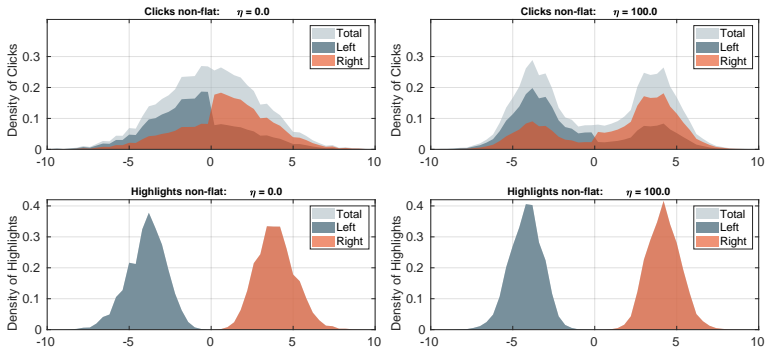 Clicks non-flat: η = 0.0
Density of Clicks
0.3
0.2
0.1
0
-10 -5 0 5 10
Total
Left
Right
Clicks non-flat: η = 100.0
Density of Clicks
0.3
0.2
0.1
0
-10 -5 0 5 10
Total
Left
Right
Highlights non-flat: η = 0.0
Density of Highlights
0.4
0.3
0.2
0.1
0
-10 -5 0 5 10
Total
Left
Right
Highlights non-flat: η = 100.0
Density of Highlights
0.4
0.3
0.2
0.1
0
-10 -5 0 5 10
Total
Left
Right